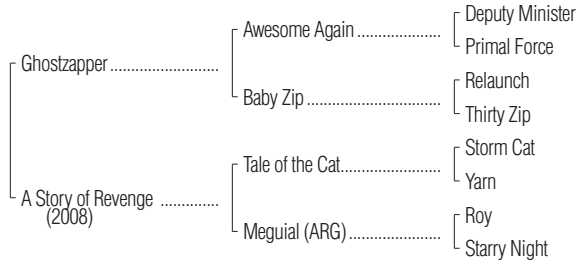 Deputy Minister
Awesome Again
Primal Force
Ghostzapper
Relaunch
Baby Zip
Thirty Zip
Storm Cat
Tale of the Cat
Yarn
A Story of Revenge
(2008)
Roy
Meguial (ARG)
Starry Night